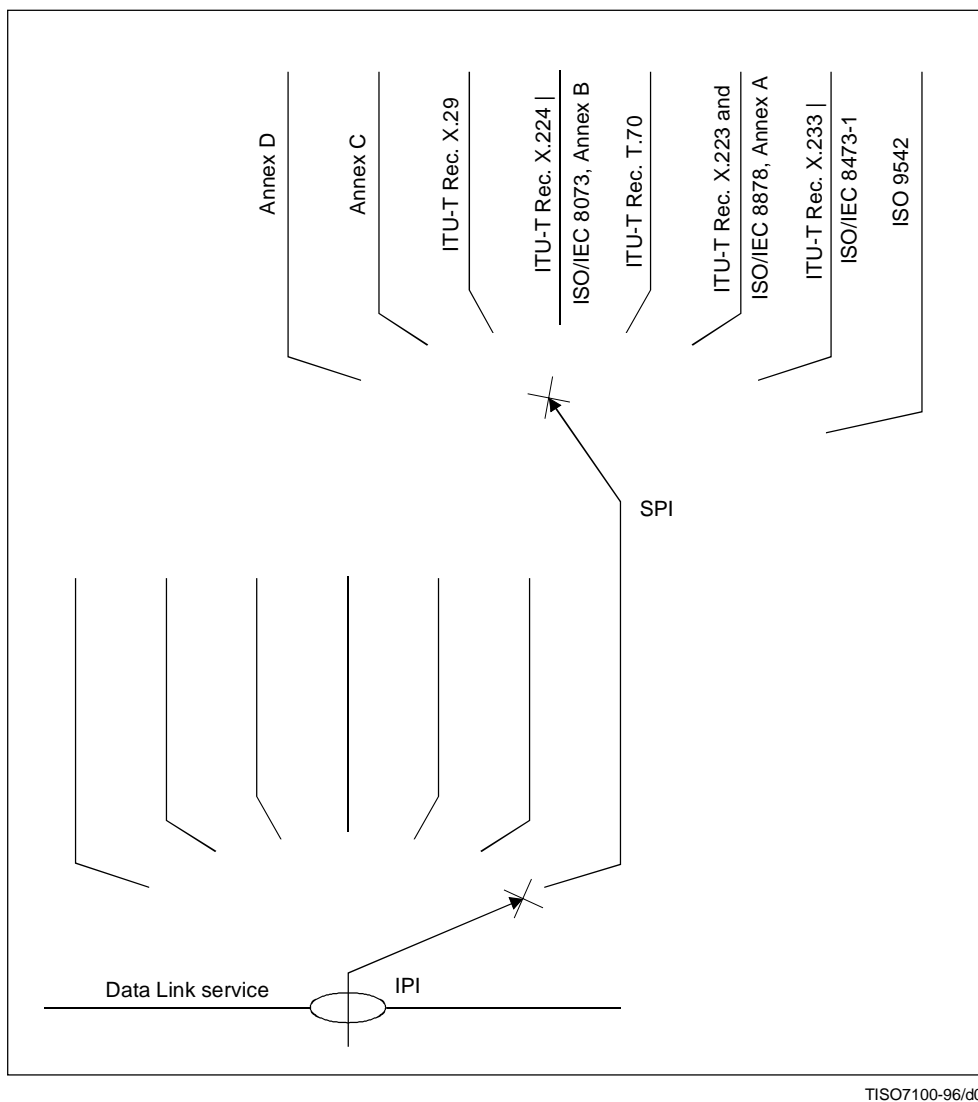 Annex D
Annex C
ITU-T Rec. X.29
ITU-T Rec. X.224 |
ISO/IEC 8073, Annex B
ITU-T Rec. T.70
ITU-T Rec. X.223 and
ISO/IEC 8878, Annex A
ITU-T Rec. X.233 |
ISO/IEC 8473-1
ISO 9542
SPI
Data Link service
IPI
TISO7100-96/d0